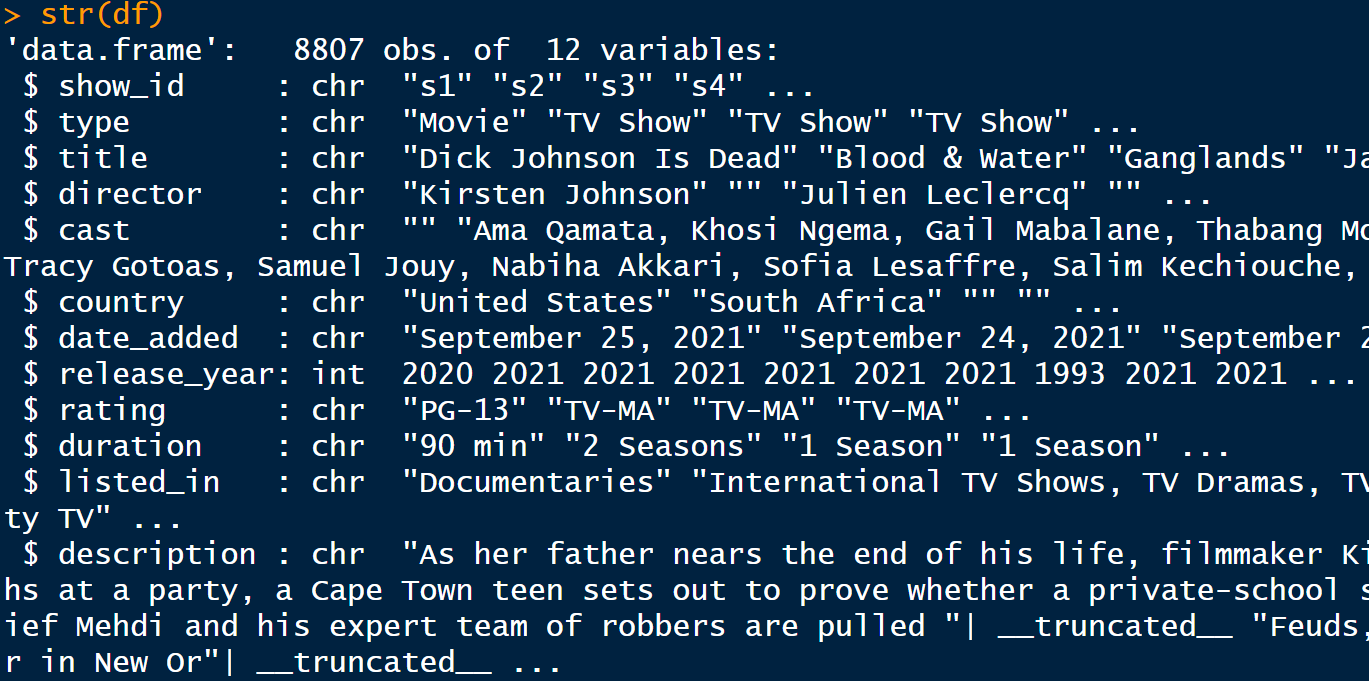 > str(df)
'data.frame':   8807 obs. of  12 variables:
 $ show_id     : chr  "s1" "s2" "s3" "s4" ...
 $ type        : chr  "Movie" "TV Show" "TV Show" "TV Show" ...
 $ title       : chr  "Dick Johnson Is Dead" "Blood & Water" "Ganglands" "Ja
 $ director    : chr  "Kirsten Johnson" "" "Julien Leclercq" "" ...
 $ cast        : chr  "" "Ama Qamata, Khosi Ngema, Gail Mabalane, Thabang Mo
Tracy Gotoas, Samuel Jouy, Nabiha Akkari, Sofia Lesaffre, Salim Kechiouche,
 $ country     : chr  "United States" "South Africa" "" "" ...
 $ date_added  : chr  "September 25, 2021" "September 24, 2021" "September 2
 $ release_year: int  2020 2021 2021 2021 2021 2021 2021 1993 2021 2021 ...
 $ rating      : chr  "PG-13" "TV-MA" "TV-MA" "TV-MA" ...
 $ duration    : chr  "90 min" "2 Seasons" "1 Season" "1 Season" ...
 $ listed_in   : chr  "Documentaries" "International TV Shows, TV Dramas, TV
ty TV" ...
 $ description : chr  "As her father nears the end of his life, filmmaker Ki
hs at a party, a Cape Town teen sets out to prove whether a private-school s
ief Mehdi and his expert team of robbers are pulled "| __truncated__ "Feuds,
r in New Or"| __truncated__ ...